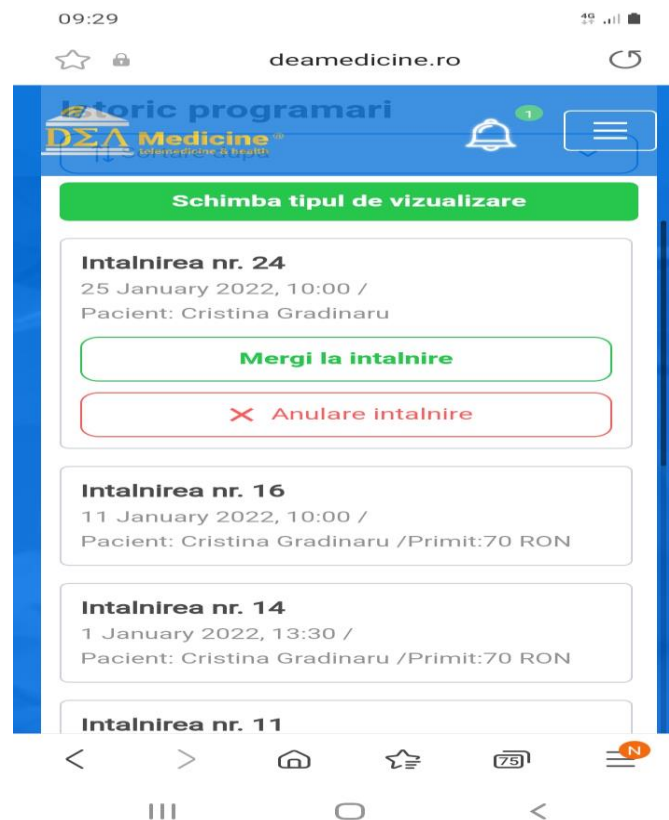 09:29
4G
deamedicine.ro
Istoric programari
DΣΛ Medicine ®
telemedicine & health
1
Schimba tipul de vizualizare
Intalnirea nr. 24
25 January 2022, 10:00 /
Pacient: Cristina Gradinaru
Mergi la intalnire
Anulare intalnire
Intalnirea nr. 16
11 January 2022, 10:00 /
Pacient: Cristina Gradinaru /Primit:70 RON
Intalnirea nr. 14
1 January 2022, 13:30 /
Pacient: Cristina Gradinaru /Primit:70 RON
Intalnirea nr. 11
75
N